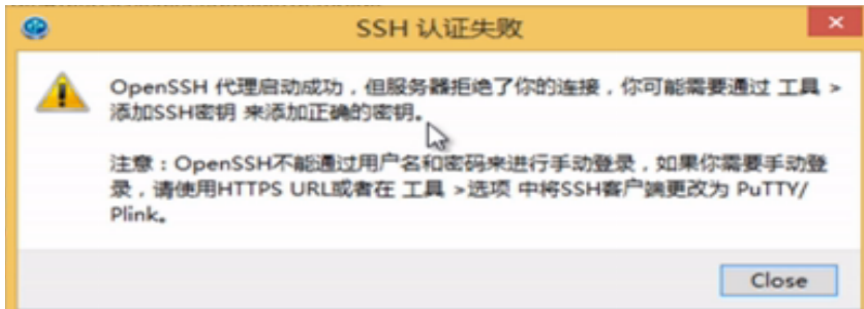 SSH 认证失败
OpenSSH 代理启动成功，但服务器拒绝了你的连接，你可能需要通过 工具 >
添加SSH密钥 来添加正确的密钥。
注意：OpenSSH不能通过用户名和密码来进行手动登录，如果你需要手动登
录，请使用HTTPS URL或者在 工具 >选项 中将SSH客户端更改为 PuTTY/
Plink。
Close